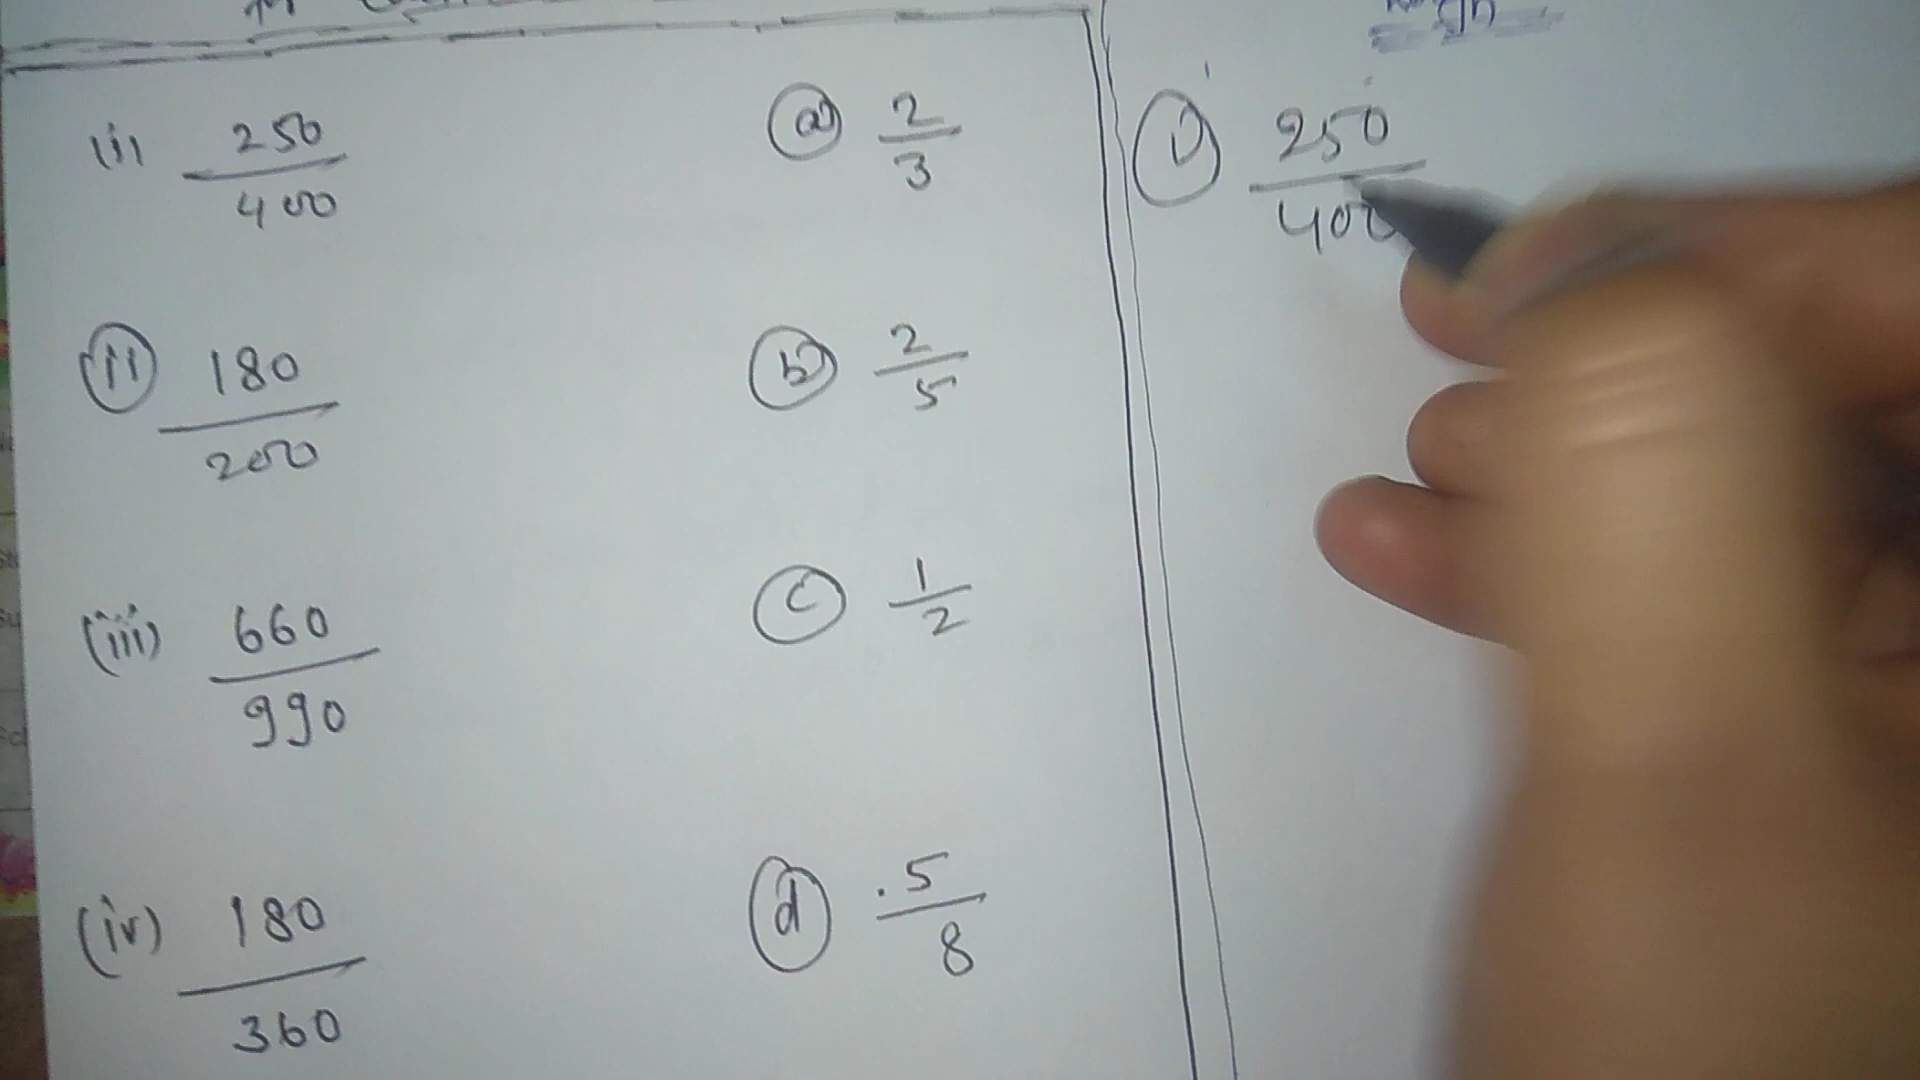 (i) 250/400
(a) 2/3
(ii) 180/200
(b) 2/5
(iii) 660/990
(c) 1/2
(iv) 180/360
(d) .5/8
(i) 250/400